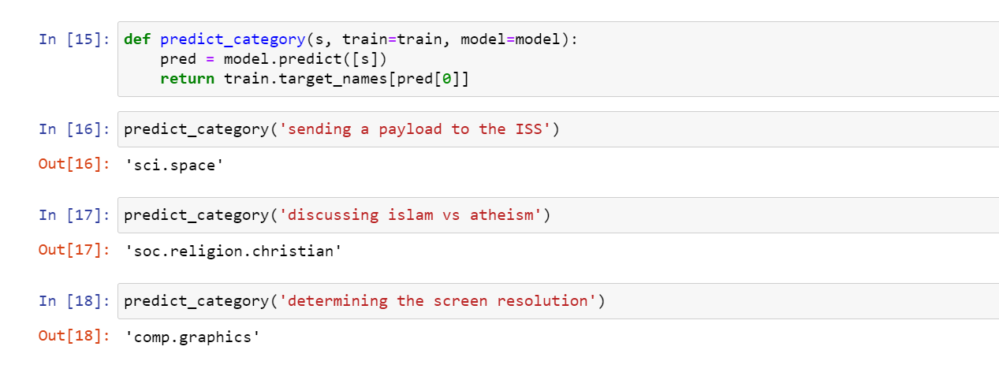 In [15]: def predict_category(s, train=train, model=model):
    pred = model.predict([s])
    return train.target_names[pred[0]]
In [16]: predict_category('sending a payload to the ISS')
Out[16]: 'sci.space'
In [17]: predict_category('discussing islam vs atheism')
Out[17]: 'soc.religion.christian'
In [18]: predict_category('determining the screen resolution')
Out[18]: 'comp.graphics'